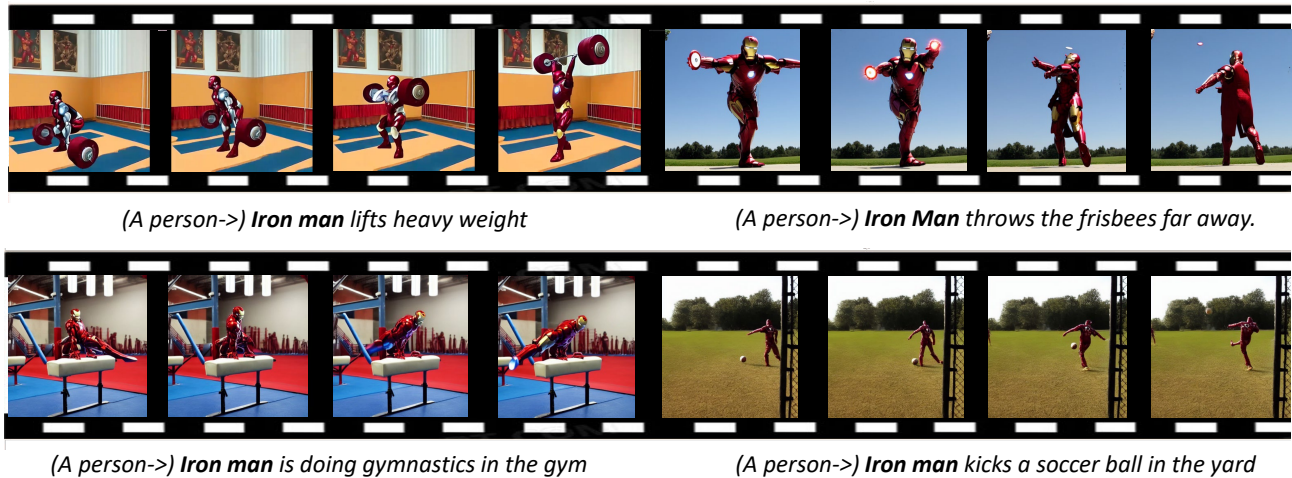 (A person->) Iron man lifts heavy weight
(A person->) Iron Man throws the frisbees far away.
(A person->) Iron man is doing gymnastics in the gym
(A person->) Iron man kicks a soccer ball in the yard